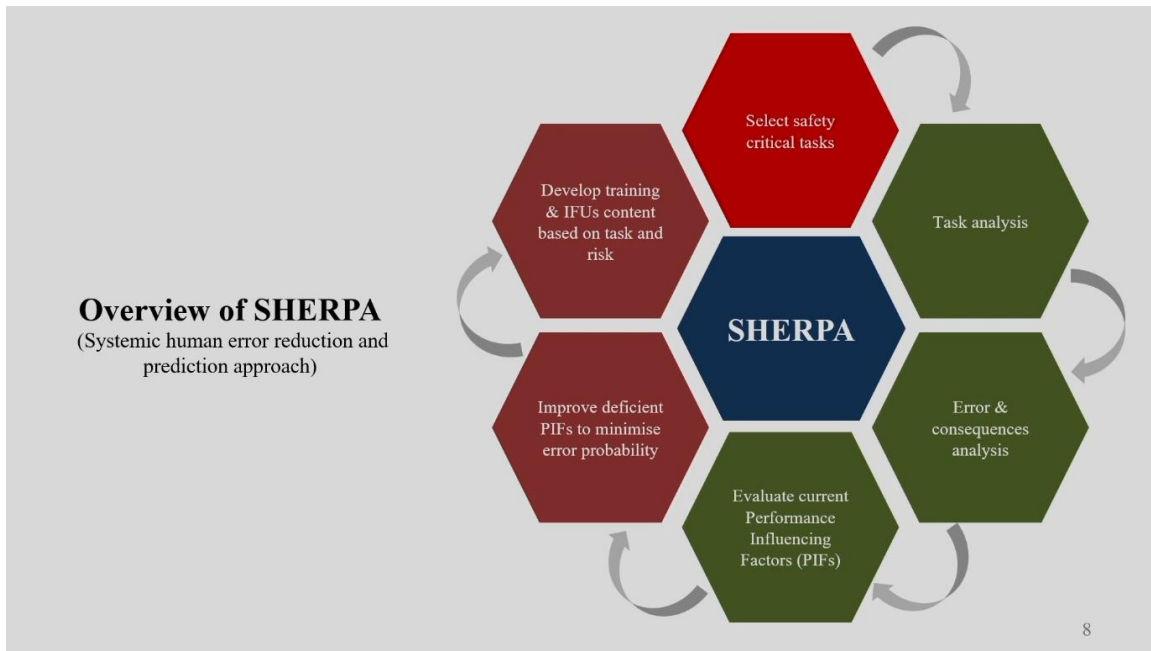 Overview of SHERPA
(Systemic human error reduction and
prediction approach)
Select safety
critical tasks
Task analysis
Error &
consequences
analysis
Evaluate current
Performance
Influencing
Factors (PIFs)
Improve deficient
PIFs to minimise
error probability
Develop training
& IFUs content
based on task and
risk
SHERPA
8